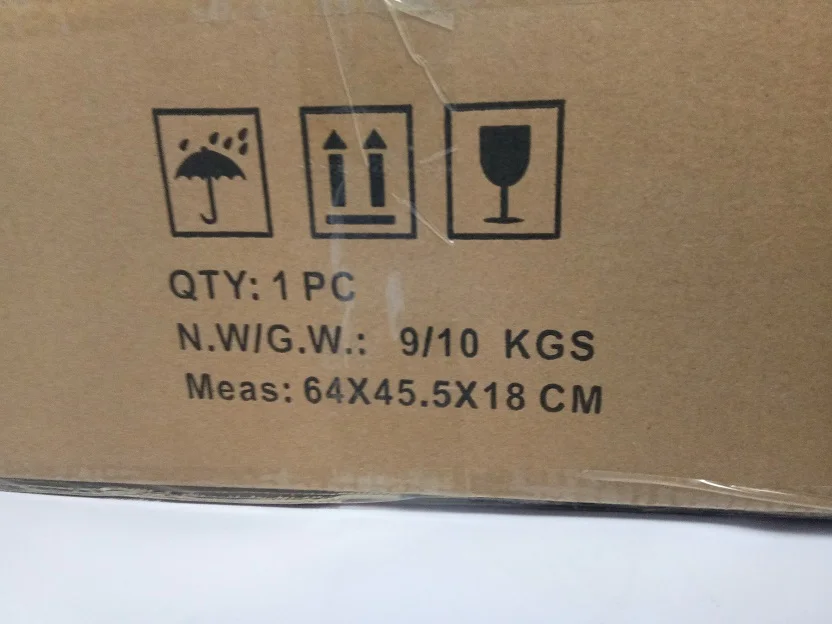 QTY: 1 PC
N.W/G.W.: 9/10 KGS
Meas: 64X45.5X18 CM